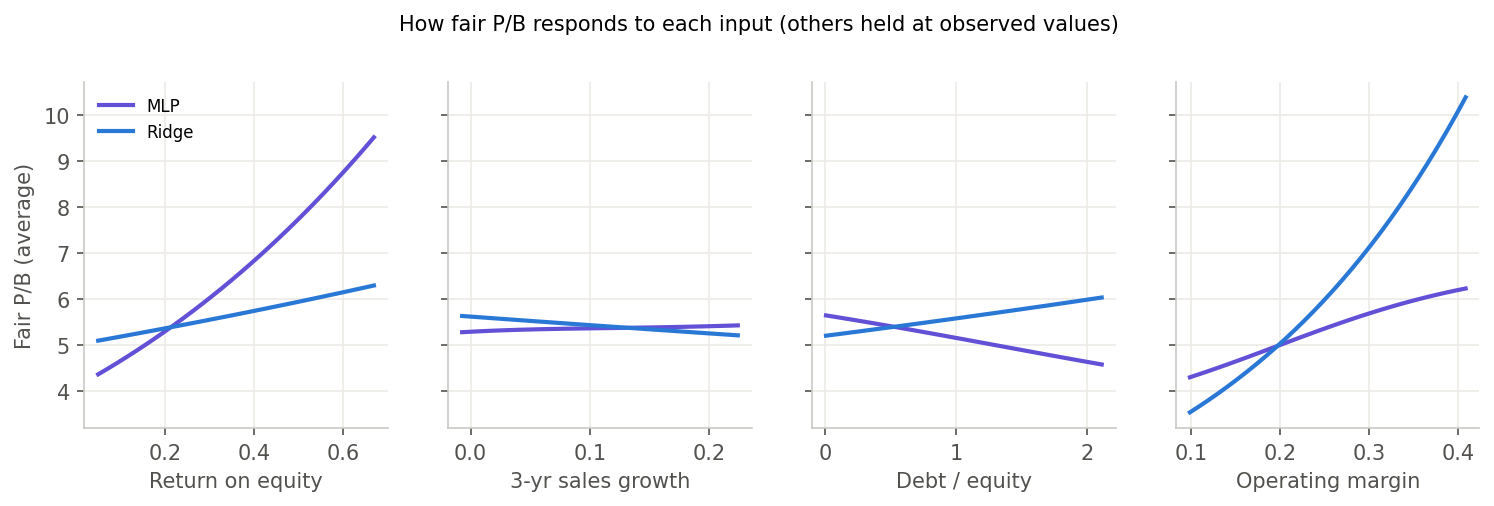 How fair P/B responds to each input (others held at observed values)
MLP
Ridge
Fair P/B (average)
10
9
8
7
6
5
4
0.2 0.4 0.6
Return on equity
0.0 0.1 0.2
3-yr sales growth
0 1 2
Debt / equity
0.1 0.2 0.3 0.4
Operating margin